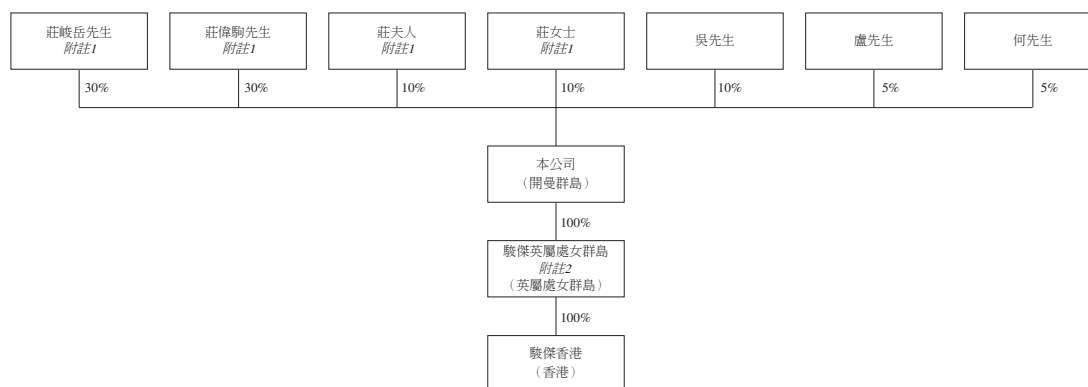 莊峻岳先生
附註1
莊偉駒先生
附註1
莊夫人
附註1
莊女士
附註1
吳先生
盧先生
何先生
30%
30%
10%
10%
10%
5%
5%
本公司
（開曼群島）
100%
駿傑英屬處女群島
附註2
（英屬處女群島）
100%
駿傑香港
（香港）